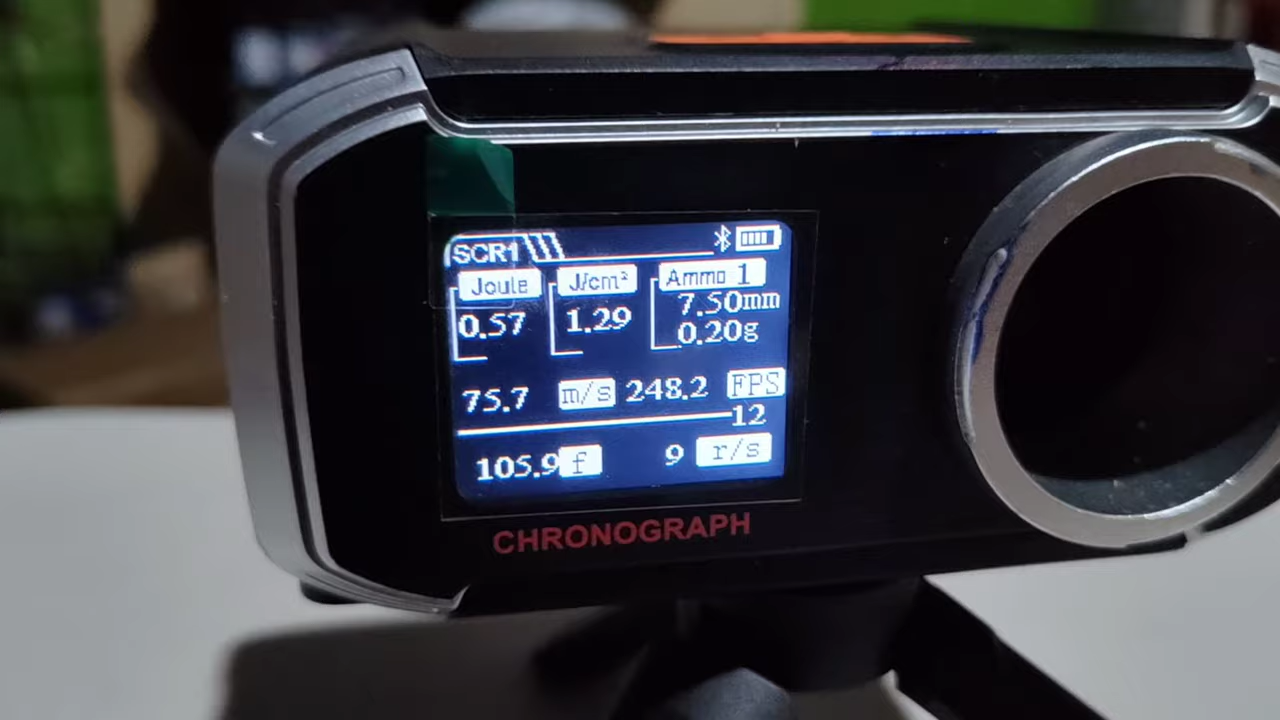 SCR1
Joule J/cm² Ammo 1
0.57 1.29 7.50mm
0.20g
75.7 m/s 248.2 FPS
12
105.9 f 9 r/s
CHRONOGRAPH